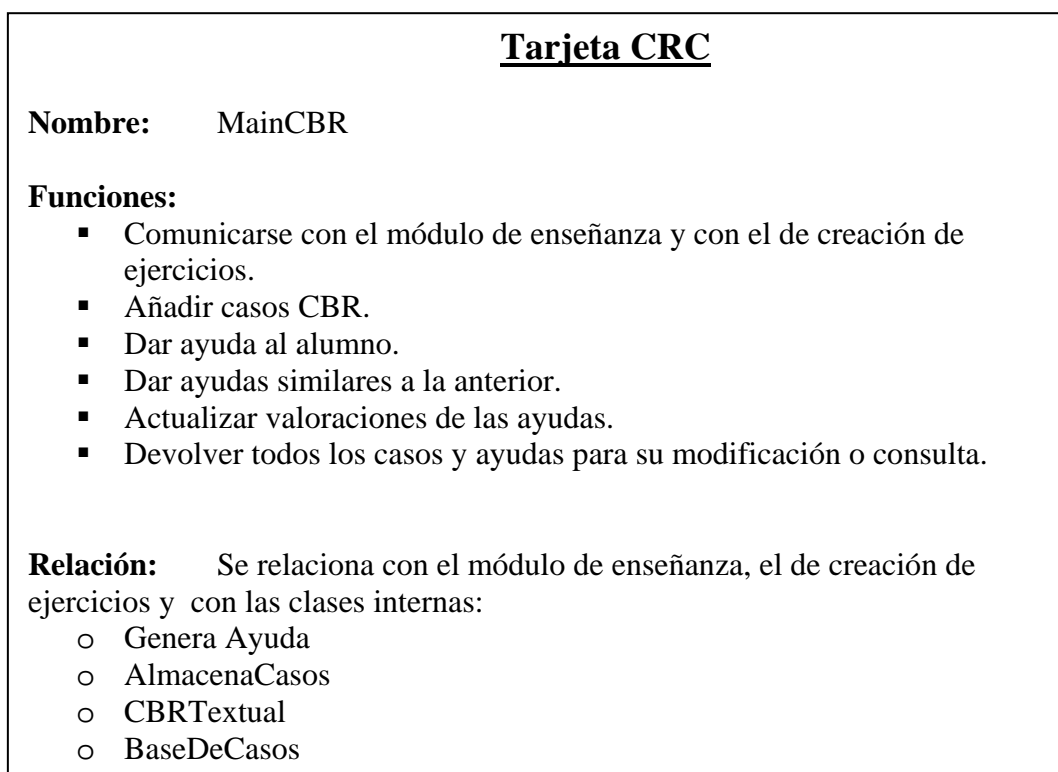 Tarjeta CRC
Nombre: MainCBR
Funciones:
▪ Comunicarse con el módulo de enseñanza y con el de creación de
ejercicios.
▪ Añadir casos CBR.
▪ Dar ayuda al alumno.
▪ Dar ayudas similares a la anterior.
▪ Actualizar valoraciones de las ayudas.
▪ Devolver todos los casos y ayudas para su modificación o consulta.
Relación: Se relaciona con el módulo de enseñanza, el de creación de
ejercicios y con las clases internas:
o Genera Ayuda
o AlmacenaCasos
o CBRTextual
o BaseDeCasos